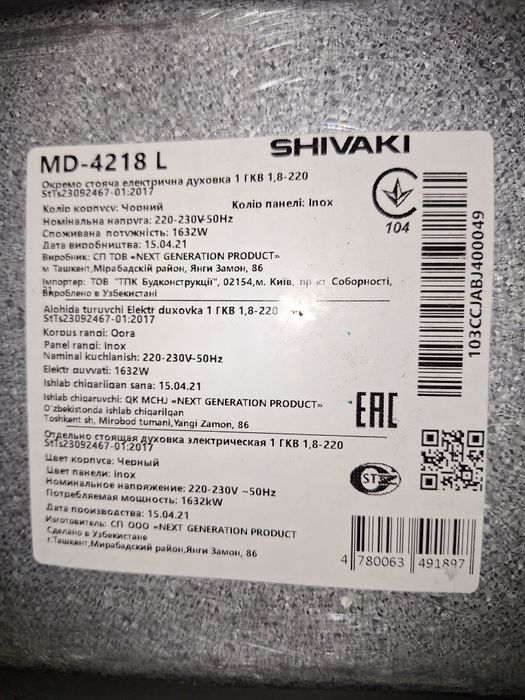 SHIVAKI
MD-4218 L
Окремо стояча електрична духовка 1 ГКВ 1,8-220
StTs23092467-01:2017
Колір корпусу: Чорний Колір панелі: Inox
Номінальна напруга: 220-230V-50Hz
Споживана потужність: 1632W
Дата виробництва: 15.04.21
Виробник: СП ТОВ «NEXT GENERATION PRODUCT»
м Ташкент,Мірабадскій район, Янги Замон, 86
Імпортер: ТОВ "ТПК Будконструкції", 02154,м. Київ, Соборності,
Вироблено в Узбекистані
Alohida turuvchi Elektr duxovka 1 ГКВ 1,8-220
StTs23092467-01:2017
Korpus rangi: Qora
Panel rangi: Inox
Naminal kuchlanish: 220-230V-50Hz
Elektr quvvati: 1632W
Ishlab chiqarilgan sana: 15.04.21
Ishlab chiqaruvchi: QK MCHJ «NEXT GENERATION PRODUCT»
O'zbekistonda ishlab chiqarilgan
Toshkent sh, Mirobod tumani,Yangi Zamon, 86
Отдельно стоящая духовка электрическая 1 ГКВ 1,8-220
StTs23092467-01:2017
Цвет корпуса: Черный
Цвет панели: Inox
Номинальное напряжение: 220-230V ~50Hz
Потребляемая мощность: 1632kW
Дата производства: 15.04.21
Изготовитель: СП ООО «NEXT GENERATION PRODUCT
Сделано в Узбекистане
г.Ташкент,Мирабадский район,Янги Замон, 86
104
103CCJABJ400049
EAC
ST
4 780063 491897